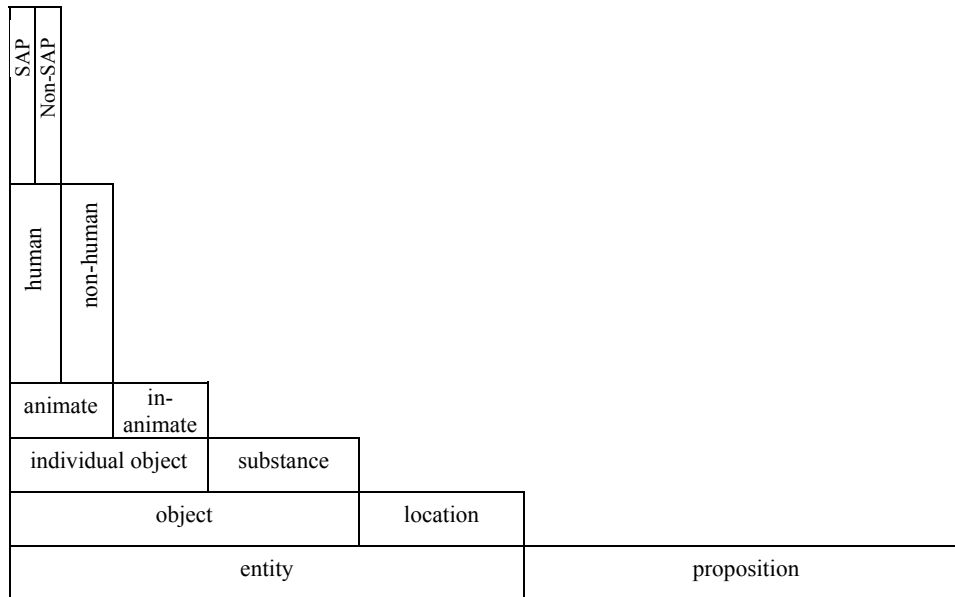 SAP
Non-SAP
human
non-human
animate
in-
animate
individual object
substance
object
location
entity
proposition